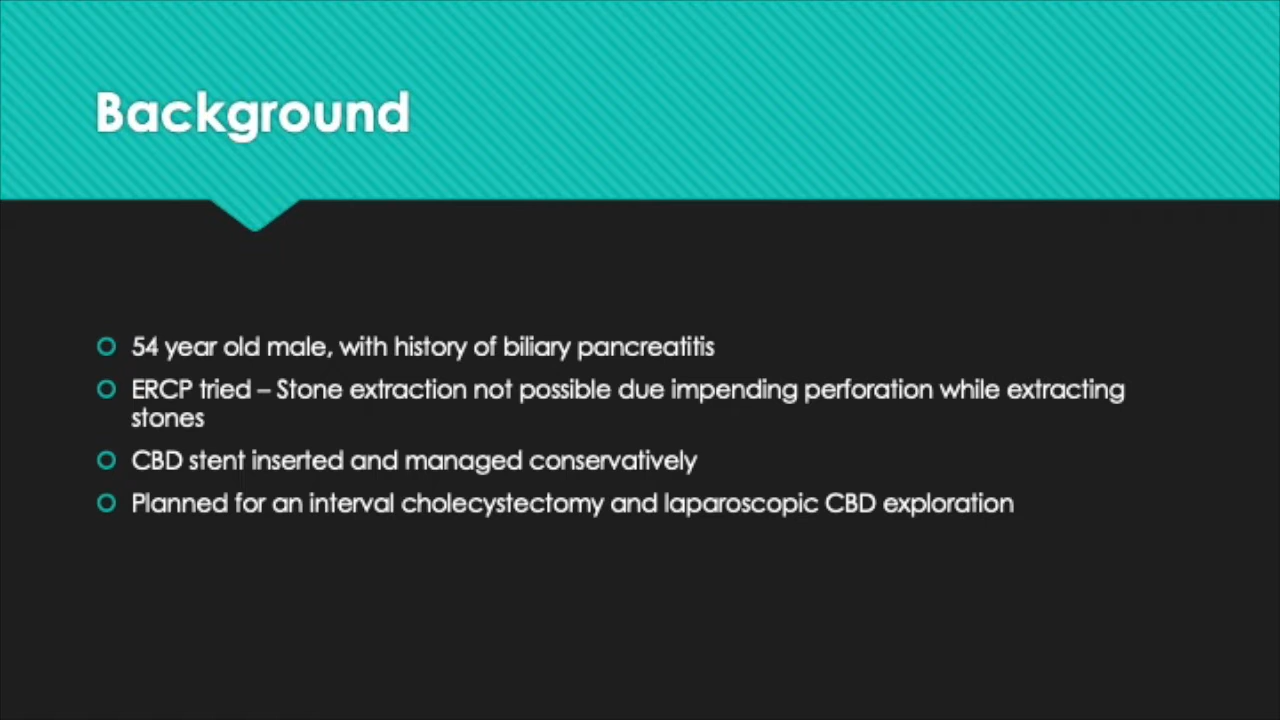 Background
54 year old male, with history of biliary pancreatitis
ERCP tried – Stone extraction not possible due impending perforation while extracting
stones
CBD stent inserted and managed conservatively
Planned for an interval cholecystectomy and laparoscopic CBD exploration